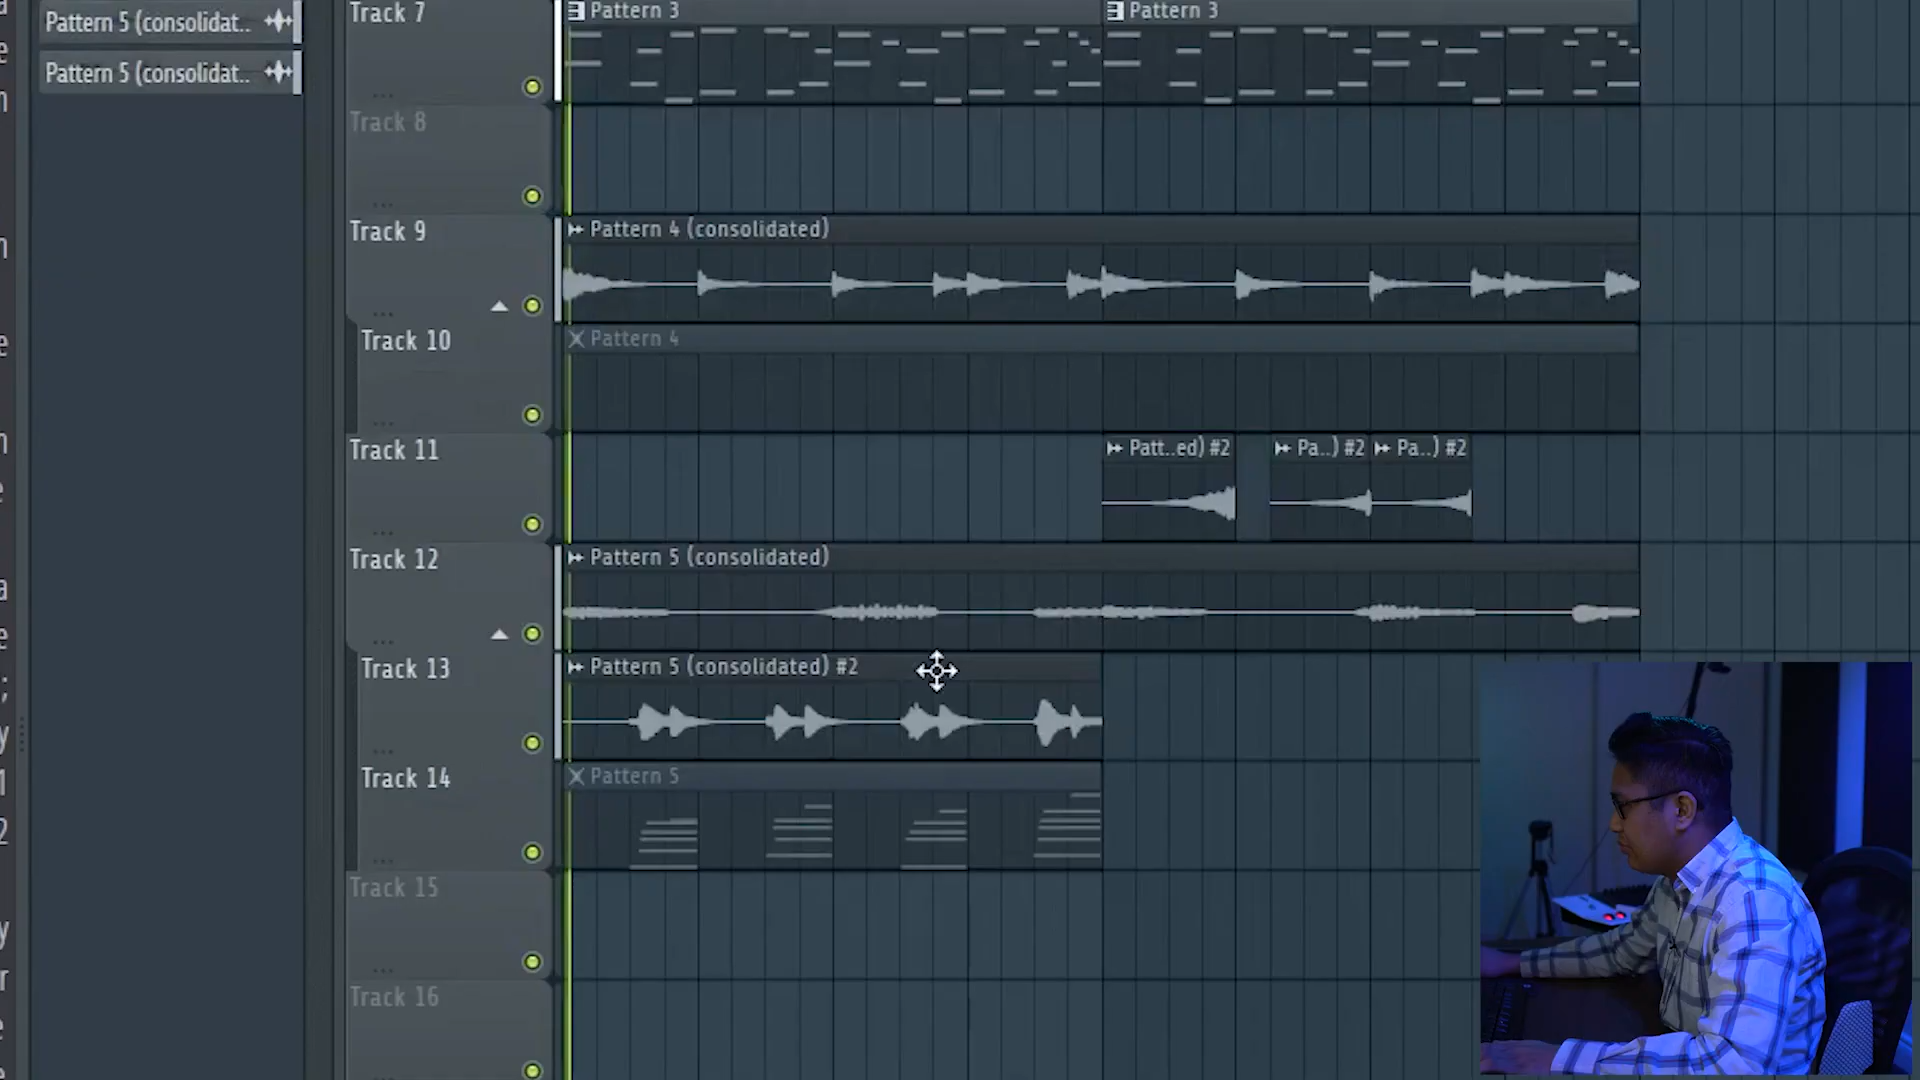 Pattern 5 (consolidat..
Pattern 5 (consolidat..
Track 7
Pattern 3
Pattern 3
Track 8
Track 9
Pattern 4 (consolidated)
Track 10
Pattern 4
Track 11
Patt..ed) #2
Pa..) #2
Pa..) #2
Track 12
Pattern 5 (consolidated)
Track 13
Pattern 5 (consolidated) #2
Track 14
Pattern 5
Track 15
Track 16